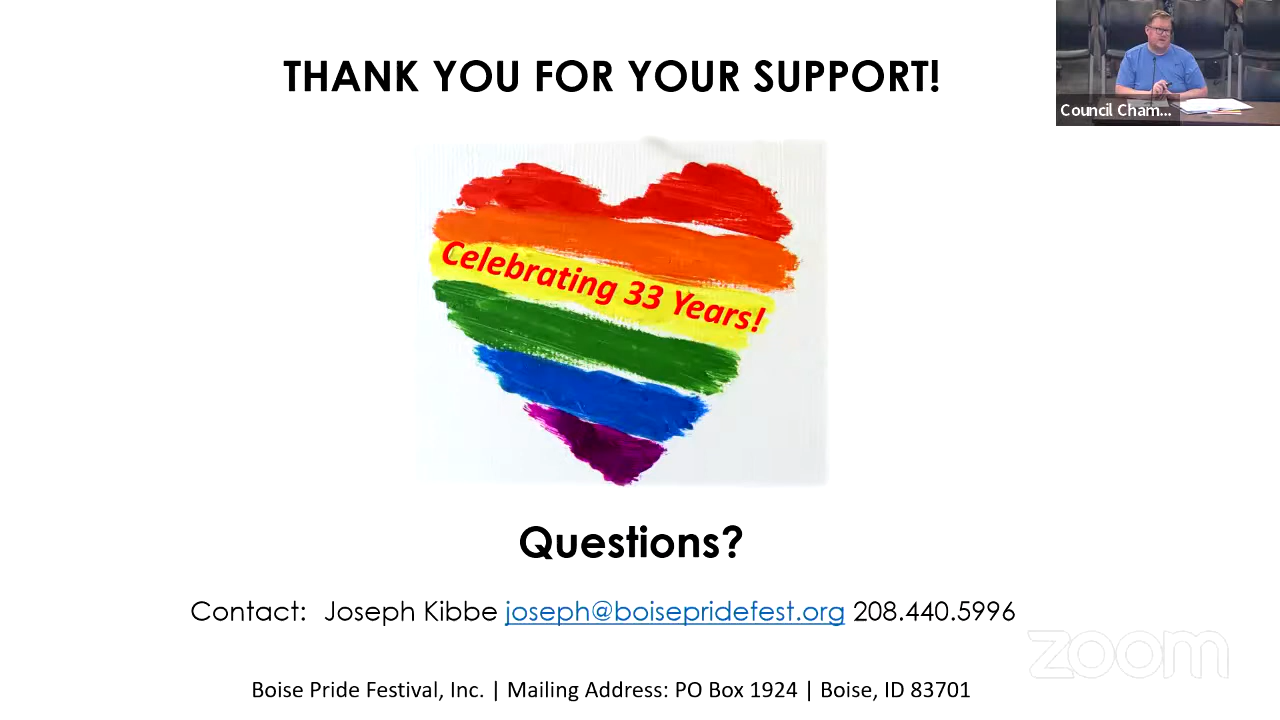 THANK YOU FOR YOUR SUPPORT!
Council Cham...
Celebrating 33 Years!
Questions?
Contact: Joseph Kibbe joseph@boisepridefest.org 208.440.5996
zoom
Boise Pride Festival, Inc. | Mailing Address: PO Box 1924 | Boise, ID 83701